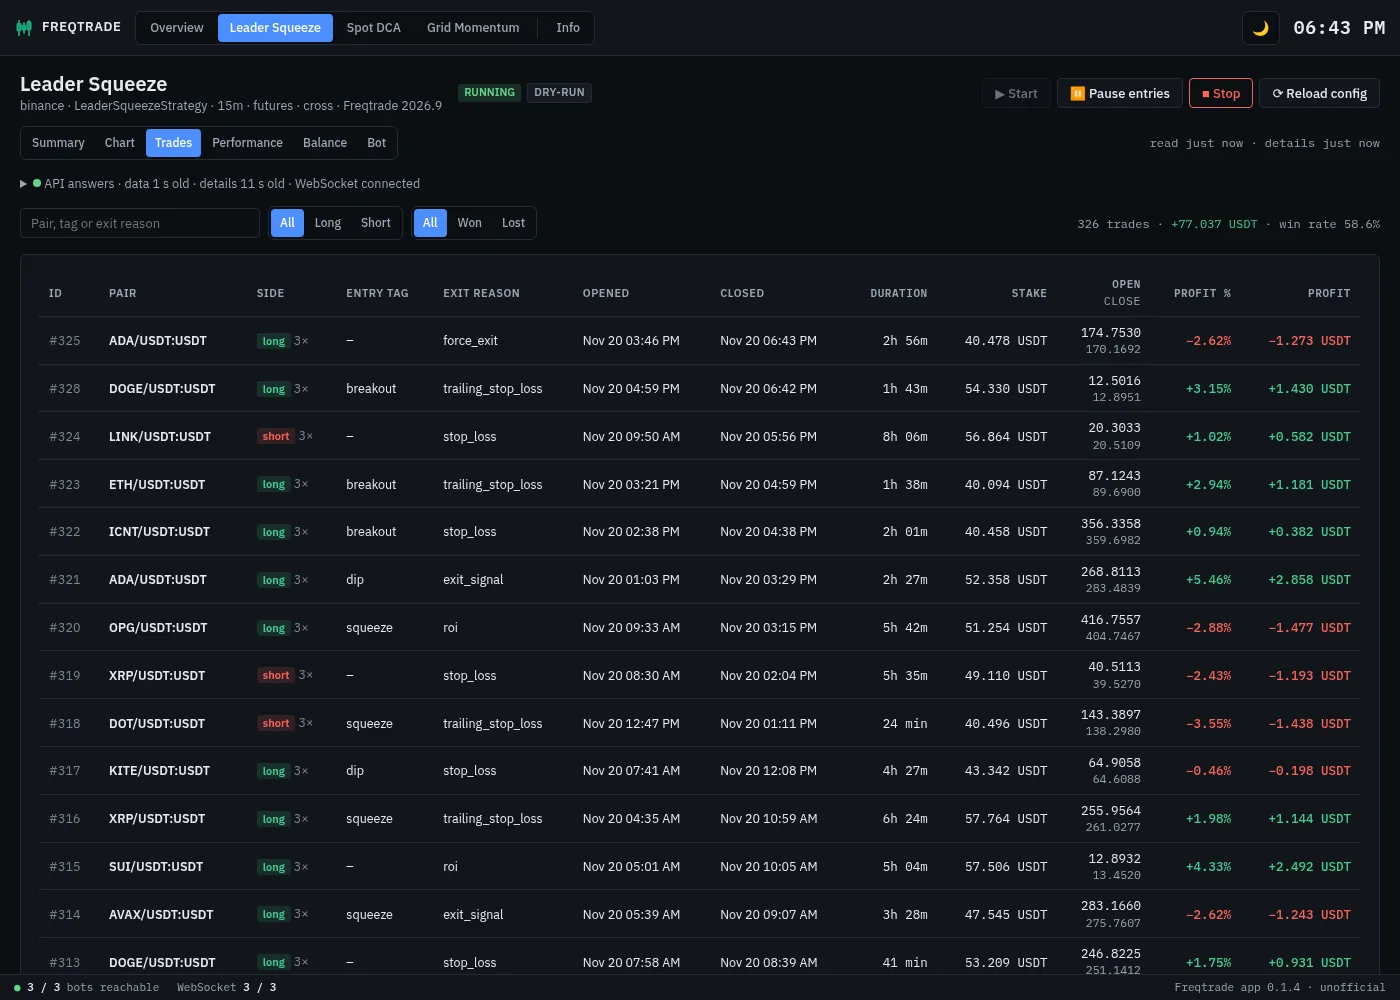 FREQTRADE Overview Leader Squeeze Spot DCA Grid Momentum Info 06:43 PM
Leader Squeeze
binance · LeaderSqueezeStrategy · 15m · futures · cross · Freqtrade 2026.9
RUNNING DRY-RUN
▶ Start Pause entries ■ Stop ⟳ Reload config
Summary Chart Trades Performance Balance Bot
read just now · details just now
API answers · data 1 s old · details 11 s old · WebSocket connected
Pair, tag or exit reason All Long Short All Won Lost
326 trades · +77.037 USDT · win rate 58.6%
ID PAIR SIDE ENTRY TAG EXIT REASON OPENED CLOSED DURATION STAKE OPEN CLOSE PROFIT % PROFIT
#325 ADA/USDT:USDT long 3× – force_exit Nov 20 03:46 PM Nov 20 06:43 PM 2h 56m 40.478 USDT 174.7530 170.1692 −2.62% −1.273 USDT
#328 DOGE/USDT:USDT long 3× breakout trailing_stop_loss Nov 20 04:59 PM Nov 20 06:42 PM 1h 43m 54.330 USDT 12.5016 12.8951 +3.15% +1.430 USDT
#324 LINK/USDT:USDT short 3× – stop_loss Nov 20 09:50 AM Nov 20 05:56 PM 8h 06m 56.864 USDT 20.3033 20.5109 +1.02% +0.582 USDT
#323 ETH/USDT:USDT long 3× breakout trailing_stop_loss Nov 20 03:21 PM Nov 20 04:59 PM 1h 38m 40.094 USDT 87.1243 89.6900 +2.94% +1.181 USDT
#322 ICNT/USDT:USDT long 3× breakout stop_loss Nov 20 02:38 PM Nov 20 04:38 PM 2h 01m 40.458 USDT 356.3358 359.6982 +0.94% +0.382 USDT
#321 ADA/USDT:USDT long 3× dip exit_signal Nov 20 01:03 PM Nov 20 03:29 PM 2h 27m 52.358 USDT 268.8113 283.4839 +5.46% +2.858 USDT
#320 OPG/USDT:USDT long 3× squeeze roi Nov 20 09:33 AM Nov 20 03:15 PM 5h 42m 51.254 USDT 416.7557 404.7467 −2.88% −1.477 USDT
#319 XRP/USDT:USDT short 3× – stop_loss Nov 20 08:30 AM Nov 20 02:04 PM 5h 35m 49.110 USDT 40.5113 39.5270 −2.43% −1.193 USDT
#318 DOT/USDT:USDT short 3× squeeze trailing_stop_loss Nov 20 12:47 PM Nov 20 01:11 PM 24 min 40.496 USDT 143.3897 138.2980 −3.55% −1.438 USDT
#317 KITE/USDT:USDT long 3× dip stop_loss Nov 20 07:41 AM Nov 20 12:08 PM 4h 27m 43.342 USDT 64.9058 64.6088 −0.46% −0.198 USDT
#316 XRP/USDT:USDT long 3× squeeze trailing_stop_loss Nov 20 04:35 AM Nov 20 10:59 AM 6h 24m 57.764 USDT 255.9564 261.0277 +1.98% +1.144 USDT
#315 SUI/USDT:USDT long 3× – roi Nov 20 05:01 AM Nov 20 10:05 AM 5h 04m 57.506 USDT 12.8932 13.4520 +4.33% +2.492 USDT
#314 AVAX/USDT:USDT long 3× squeeze exit_signal Nov 20 05:39 AM Nov 20 09:07 AM 3h 28m 47.545 USDT 283.1660 275.7607 −2.62% −1.243 USDT
#313 DOGE/USDT:USDT long 3× – stop_loss Nov 20 07:58 AM Nov 20 08:39 AM 41 min 53.209 USDT 246.8225 251.1412 +1.75% +0.931 USDT
3 / 3 bots reachable WebSocket 3 / 3 Freqtrade app 0.1.4 · unofficial